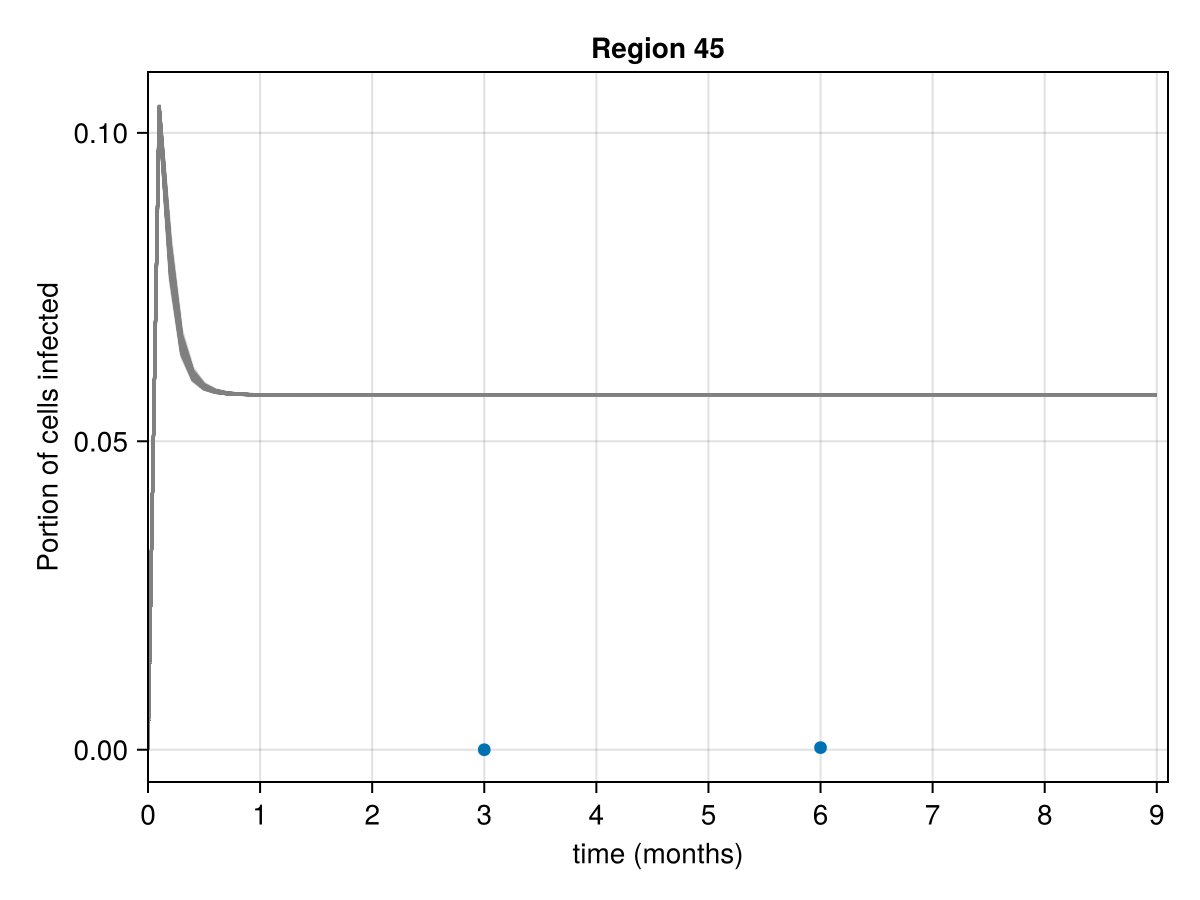 Region 45
Portion of cells infected
0.10
0.05
0.00
0 1 2 3 4 5 6 7 8 9
time (months)